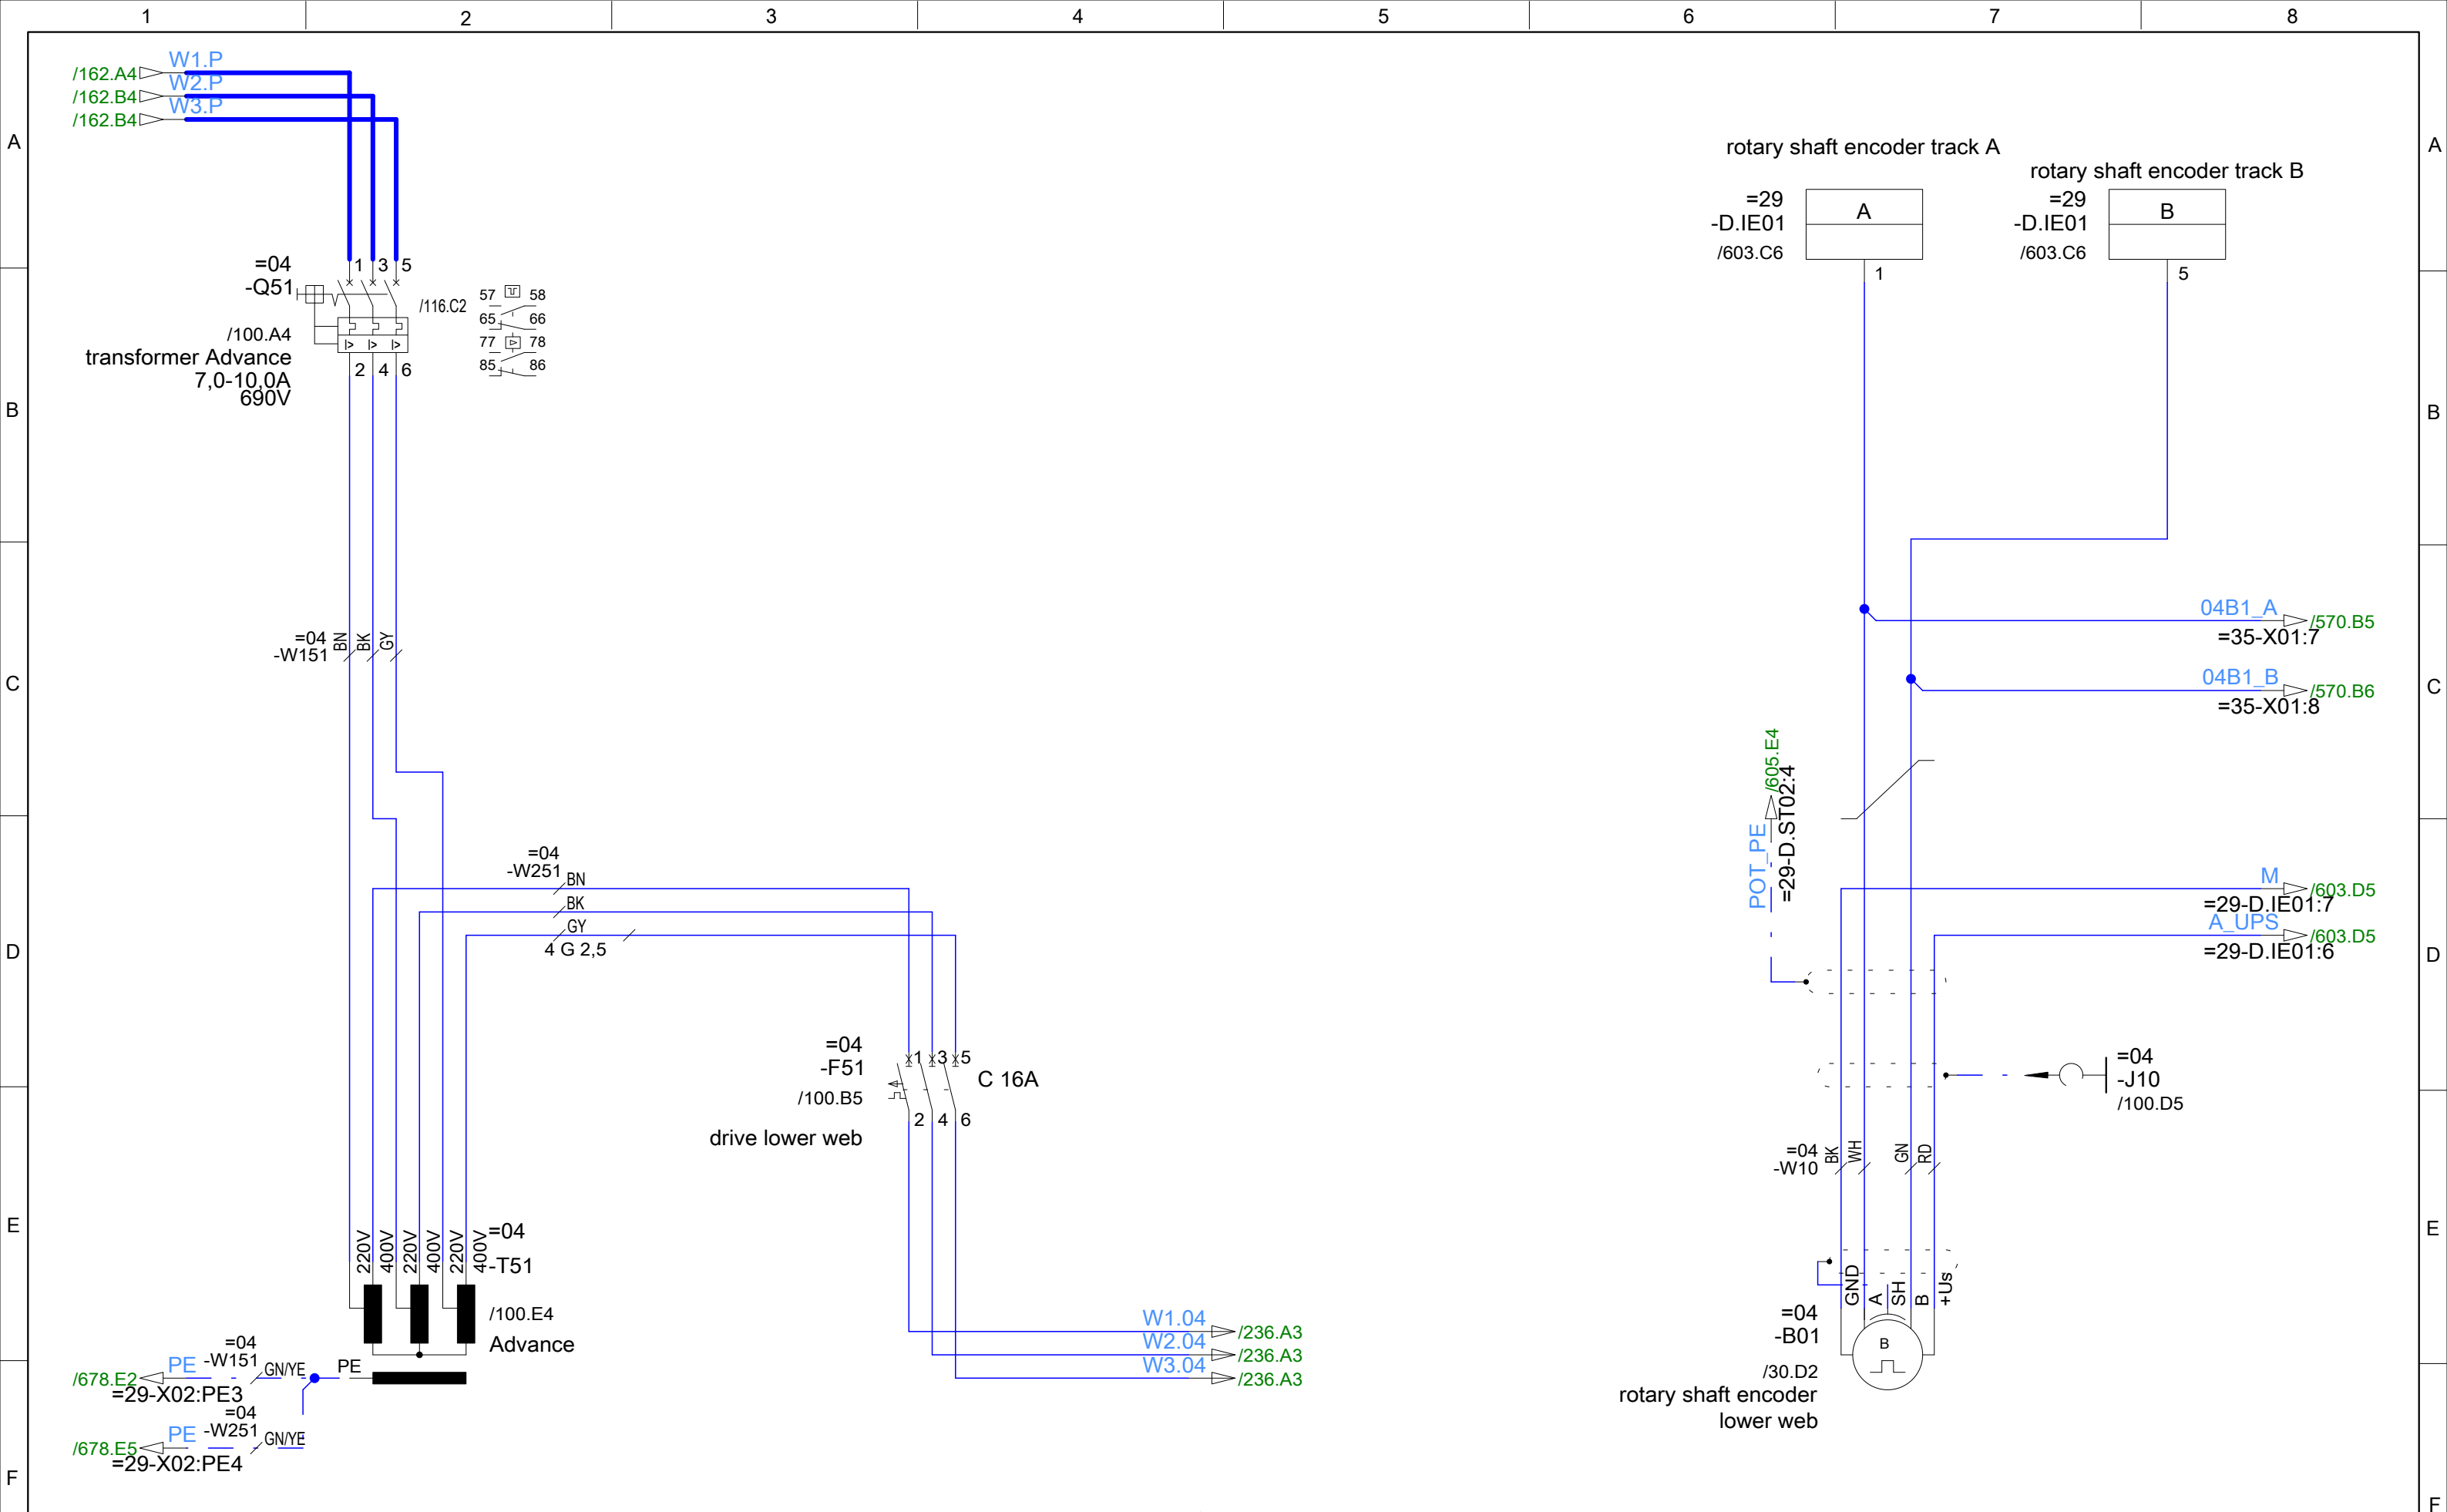 1 2 3 4 5 6 7 8
A
A
W1.P
/162.A4
W2.P
/162.B4
W3.P
/162.B4
rotary shaft encoder track A
=29
-D.IE01
/603.C6
A
1
rotary shaft encoder track B
=29
-D.IE01
/603.C6
B
5
=04
-Q51
/100.A4
transformer Advance
7,0-10,0A
690V
1 3 5
2 4 6
I> I> I>
/116.C2
57 58
65 66
77 78
85 86
B
B
=04
-W151
BN
BK
GY
04B1_A
/570.B5
=35-X01:7
04B1_B
/570.B6
=35-X01:8
C
C
/605.E4
=29-D.ST02:4
POT_PE
=04
-W251
BN
BK
GY
4 G 2,5
M
/603.D5
=29-D.IE01:7
A_UPS
/603.D5
=29-D.IE01:6
D
D
=04
-F51
/100.B5
drive lower web
1 3 5
2 4 6
C 16A
=04
-J10
/100.D5
=04
-W10
BK
WH
GN
RD
E
E
220V
400V
220V
400V
220V
400V
=04
-T51
/100.E4
Advance
W1.04
/236.A3
W2.04
/236.A3
W3.04
/236.A3
GND
A
SH
B
+Us
=04
-B01
B
/30.D2
rotary shaft encoder
lower web
=04
-W151
PE
GN/YE
PE
/678.E2
=29-X02:PE3
=04
-W251
PE
GN/YE
/678.E5
=29-X02:PE4
F
F